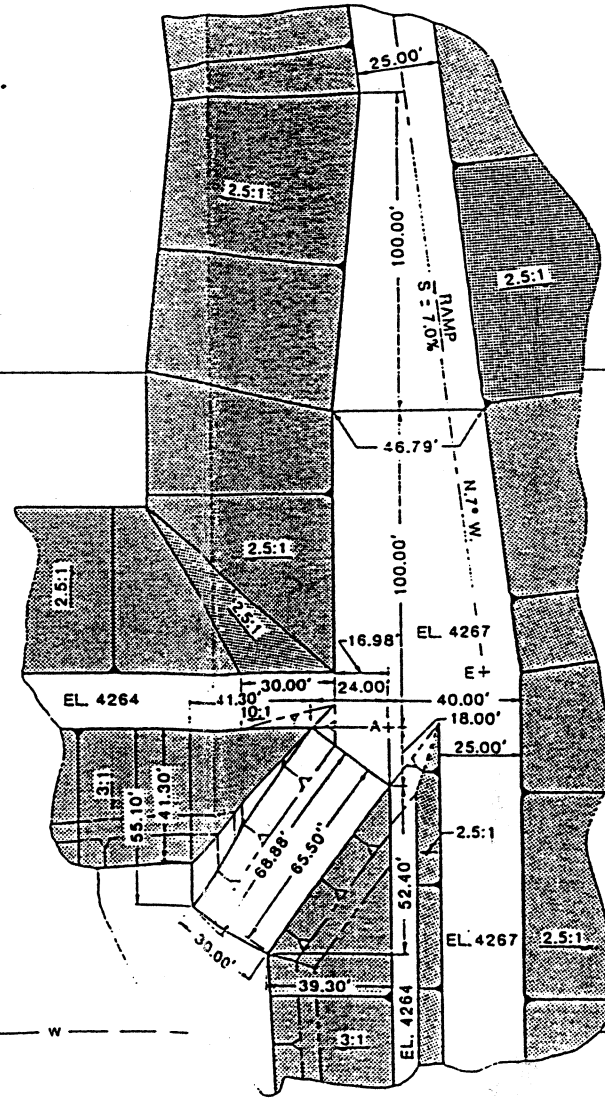 25.00'
2.5:1
100.00'
2.5:1
RAMP
S = 7.0%
46.79'
N.7° W.
2.5:1
2.5:1
2.5:1
100.00'
16.98'
EL. 4267
E+
EL. 4264
30.00'
24.00
41.30'
40.00'
10:1
A+
18.00'
25.00'
3:1
55.10'
41.30'
68.88'
65.50"
2.5:1
52.40'
EL. 4267
2.5:1
30.00'
39.30'
EL. 4264
3:1
W